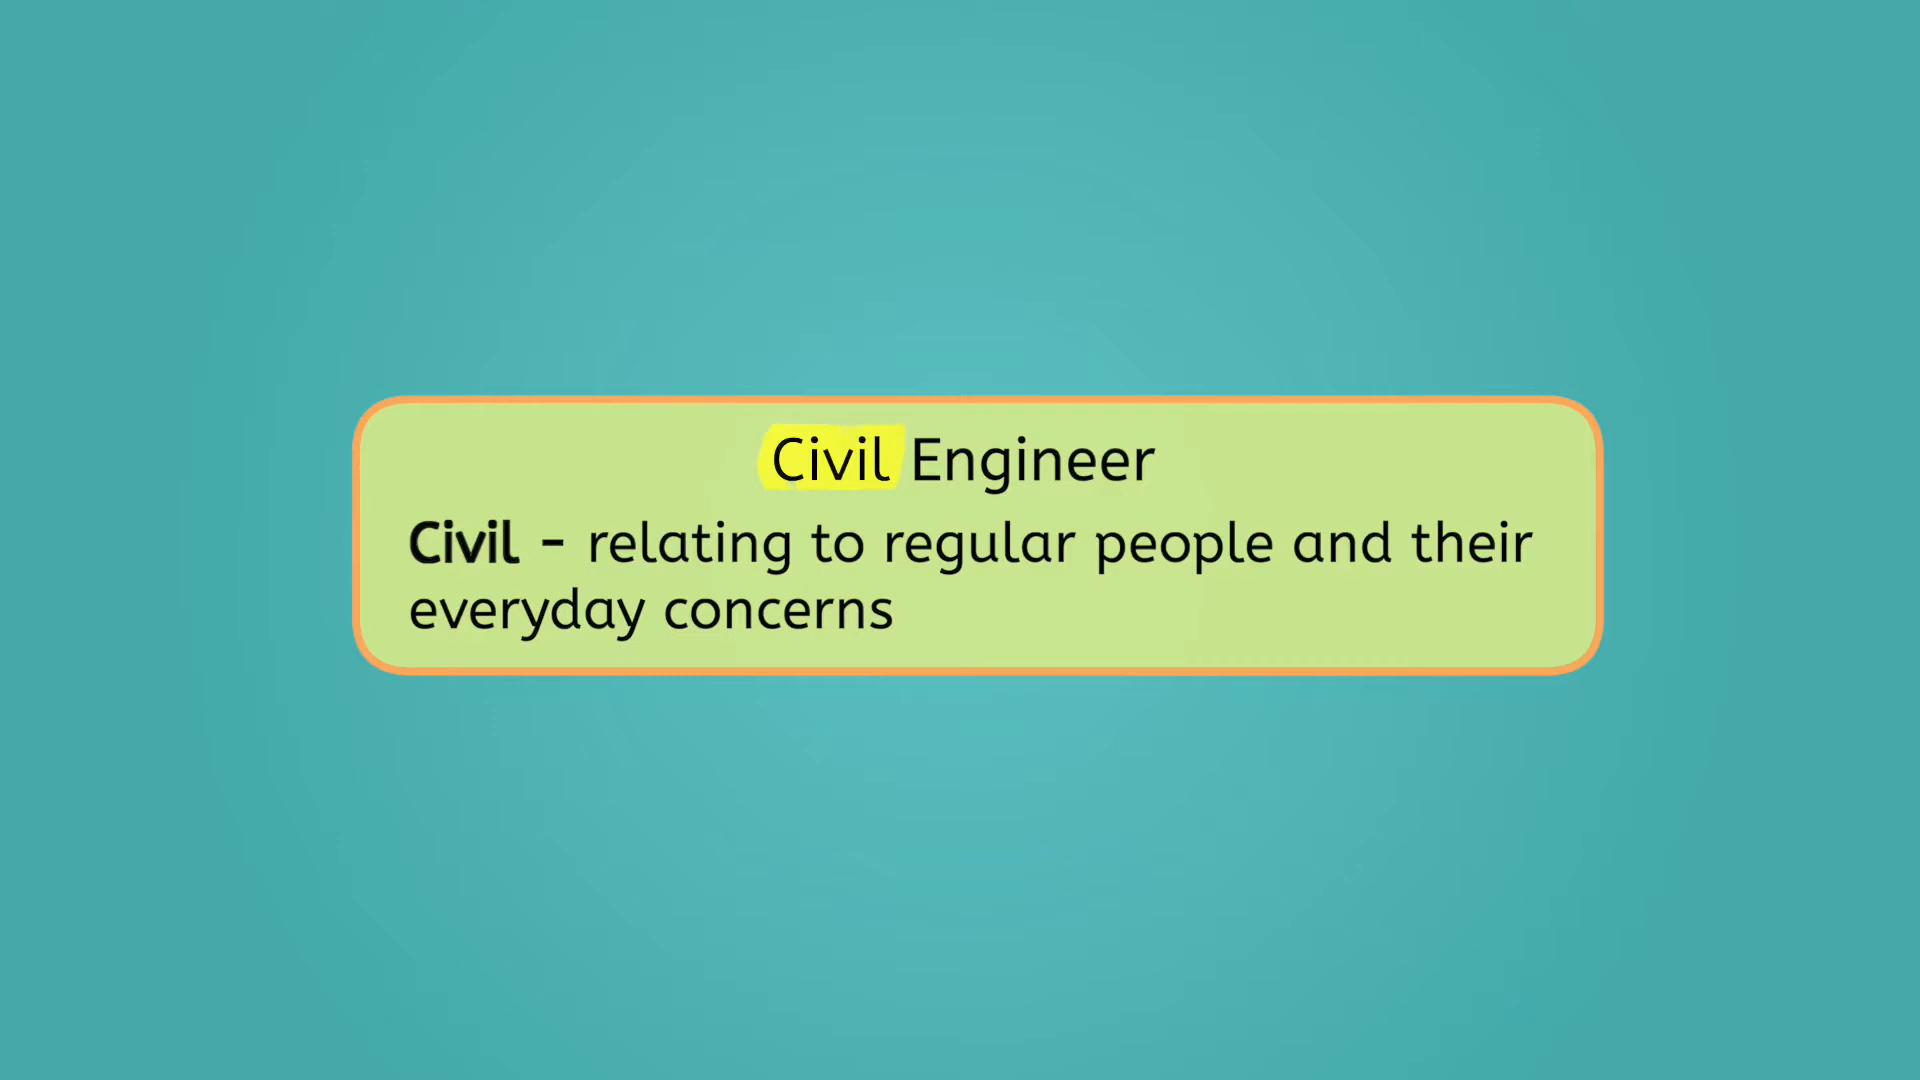 Civil Engineer
Civil - relating to regular people and their
everyday concerns